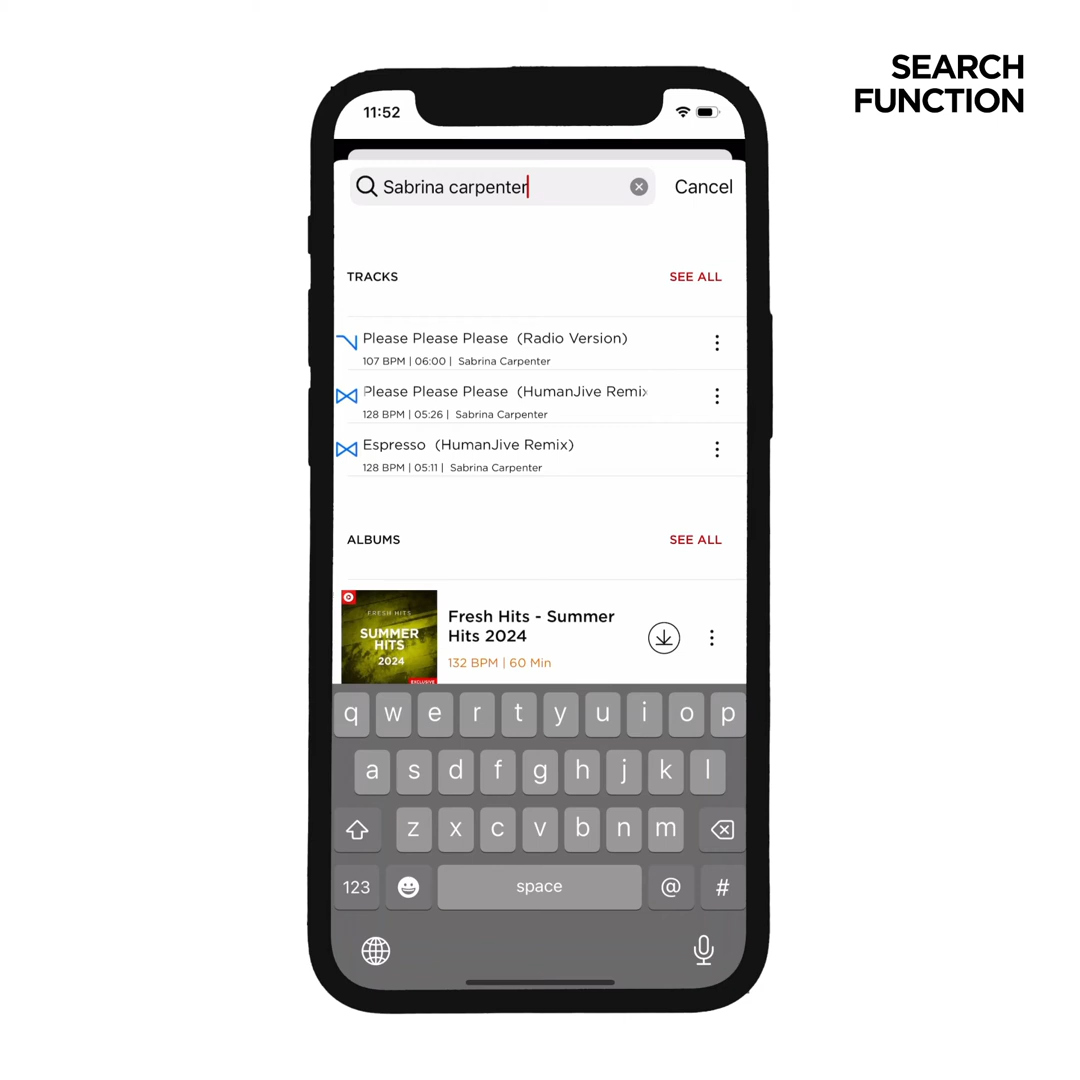 SEARCH
FUNCTION
11:52
Sabrina carpenter
Cancel
TRACKS
SEE ALL
Please Please Please (Radio Version)
107 BPM | 06:00 | Sabrina Carpenter
Please Please Please (HumanJive Remix
128 BPM | 05:26 | Sabrina Carpenter
Espresso (HumanJive Remix)
128 BPM | 05:11 | Sabrina Carpenter
ALBUMS
SEE ALL
FRESH HITS
SUMMER
HITS
2024
EXCLUSIVE
Fresh Hits - Summer
Hits 2024
132 BPM | 60 Min
q w e r t y u i o p
a s d f g h j k l
z x c v b n m
123 space @ #